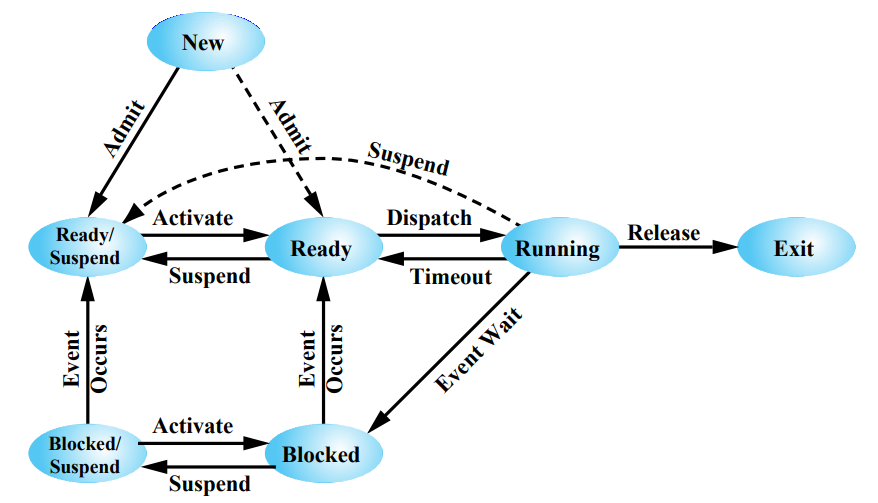 New
Admit
Admit
Suspend
Ready/
Suspend
Activate
Suspend
Ready
Dispatch
Timeout
Running
Release
Exit
Event
Occurs
Event
Occurs
Event Wait
Blocked/
Suspend
Activate
Suspend
Blocked